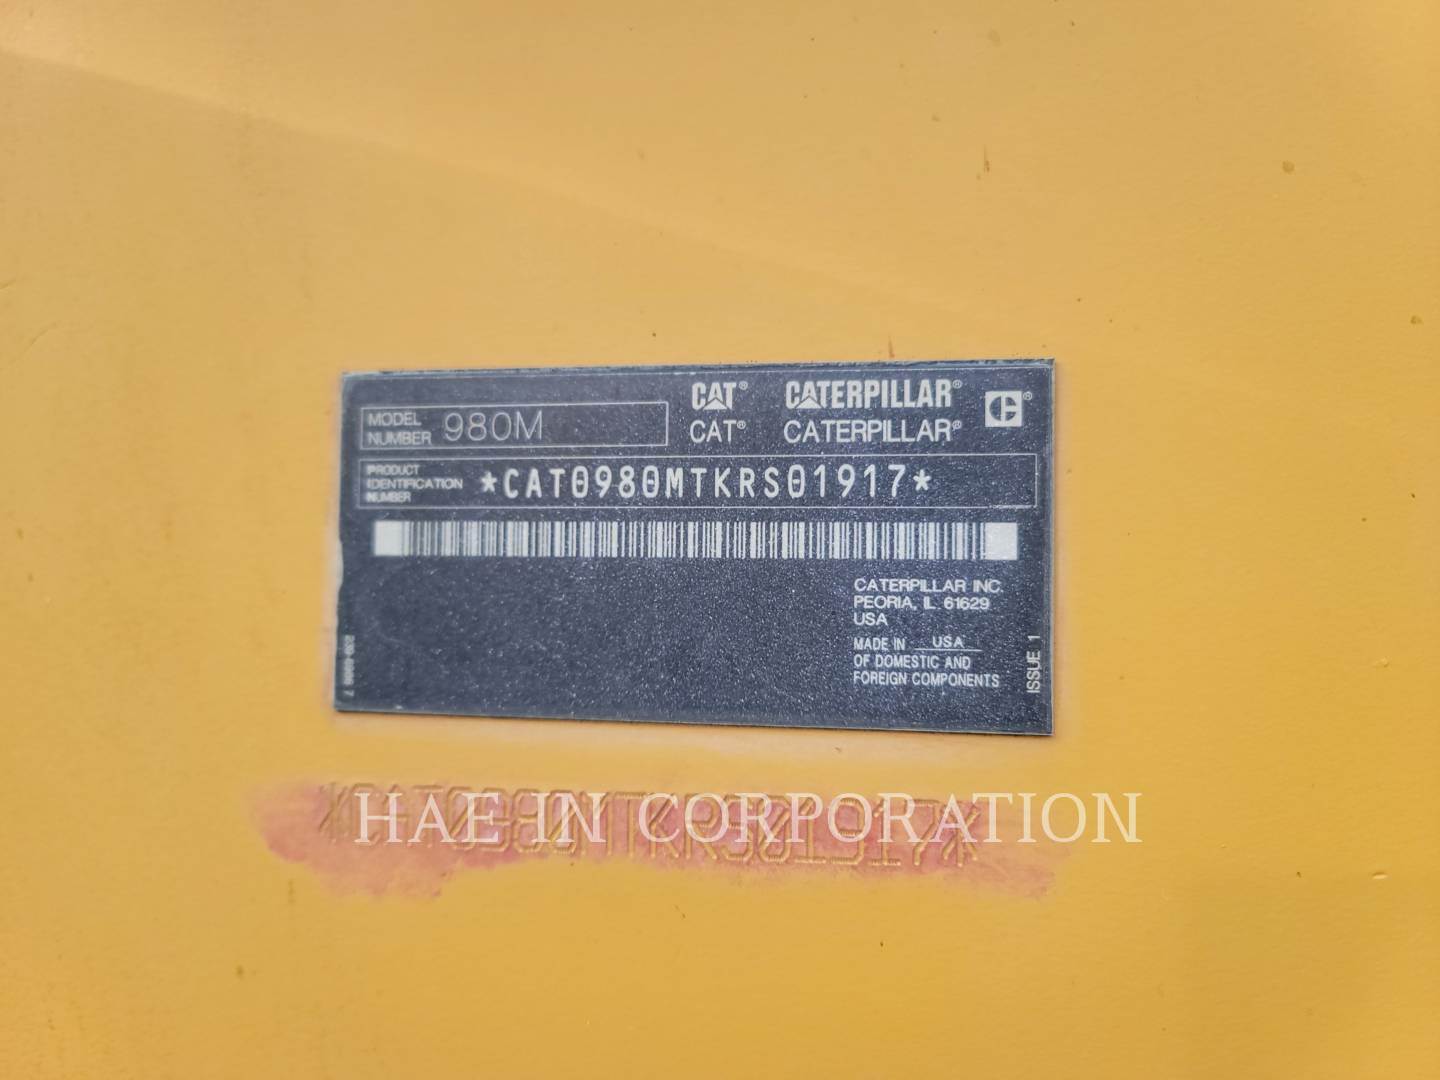 MODEL NUMBER 980M
CAT® CATERPILLAR®
CAT® CATERPILLAR®
PRODUCT IDENTIFICATION NUMBER *CAT0980MTKRS01917*
CATERPILLAR INC.
PEORIA, IL 61629
USA
MADE IN USA
OF DOMESTIC AND
FOREIGN COMPONENTS
ISSUE 1
*CAT0980MTKRS01917*
HAE IN CORPORATION